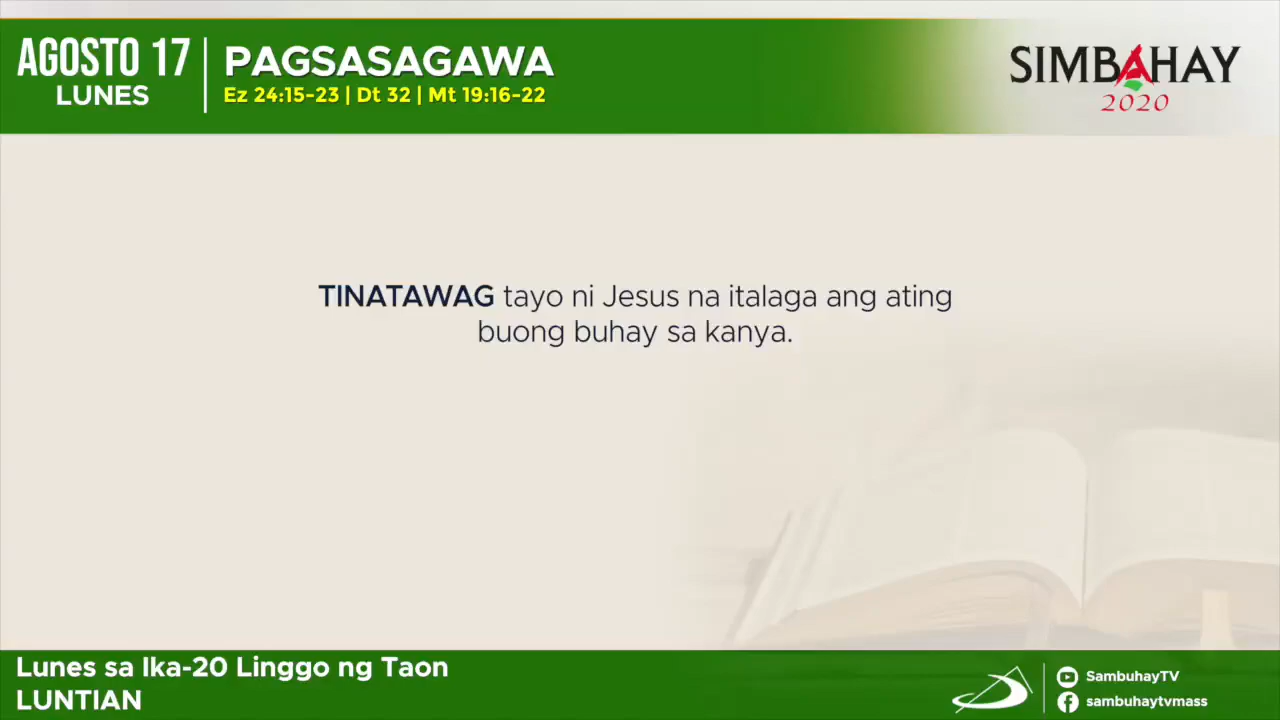 AGOSTO 17
LUNES
PAGSASAGAWA
Ez 24:15-23 | Dt 32 | Mt 19:16-22
SIMBAHAY
2020
TINATAWAG tayo ni Jesus na italaga ang ating
buong buhay sa kanya.
Lunes sa Ika-20 Linggo ng Taon
LUNTIAN
SambuhayTV
sambuhaytvmass